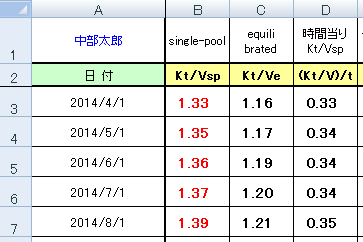 A B C D
1 中部太郎 single-pool equili brated 時間当り Kt/Vsp
2 日 付 Kt/Vsp Kt/Ve (Kt/V)/t
3 2014/4/1 1.33 1.16 0.33
4 2014/5/1 1.35 1.17 0.34
5 2014/6/1 1.36 1.19 0.34
6 2014/7/1 1.37 1.20 0.34
7 2014/8/1 1.39 1.21 0.35